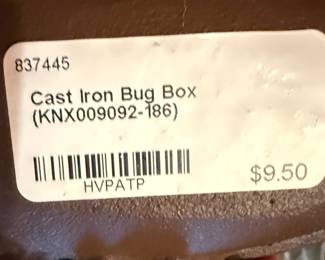 837445
Cast Iron Bug Box
(KNX009092-186)
HVPATP
$9.50